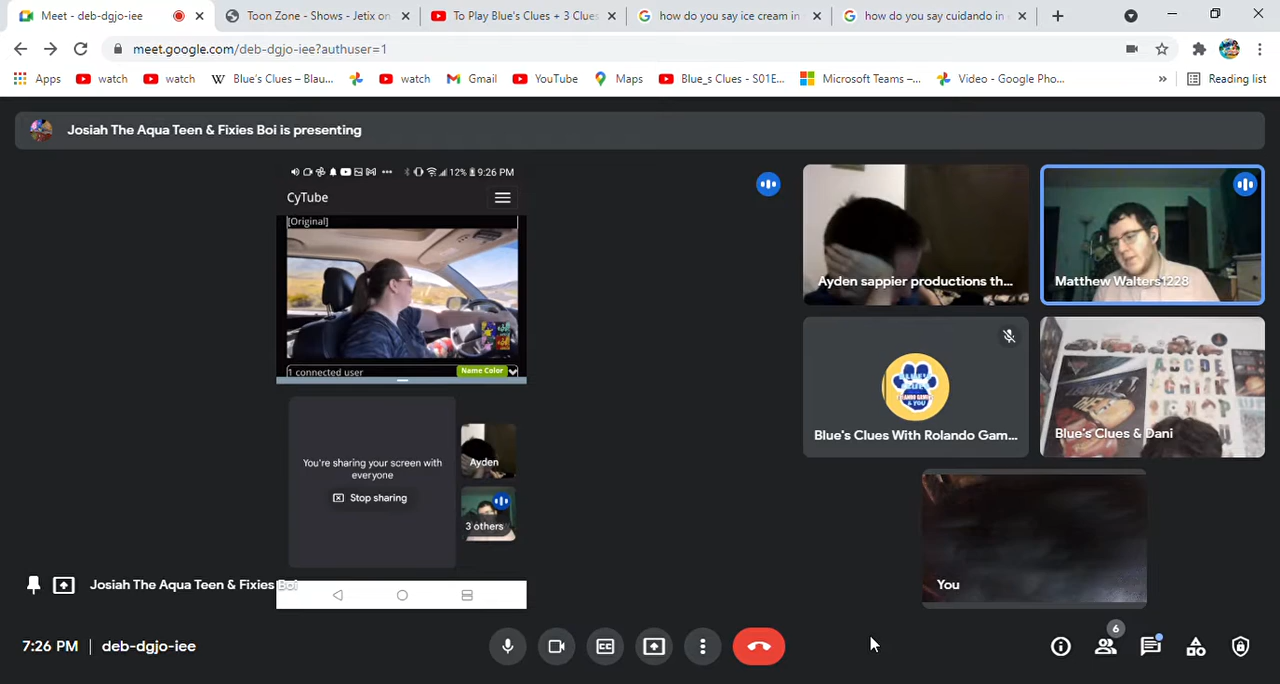 Meet - deb-dgjo-iee
Toon Zone - Shows - Jetix on
To Play Blue's Clues + 3 Clues
how do you say ice cream in
how do you say cuidando in
meet.google.com/deb-dgjo-iee?authuser=1
Apps
watch
watch
Blue's Clues – Blau...
watch
Gmail
YouTube
Maps
Blue_s Clues - S01E...
Microsoft Teams –...
Video - Google Pho...
Reading list
Josiah The Aqua Teen & Fixies Boi is presenting
12% 9:26 PM
CyTube
[Original]
1 connected user
Name Color
You're sharing your screen with
everyone
Stop sharing
Ayden
3 others
Josiah The Aqua Teen & Fixies Boi
Ayden sappier productions th...
Matthew Walters1228
Blue's Clues With Rolando Gam...
Blue's Clues & Dani
You
7:26 PM | deb-dgjo-iee
CC
6